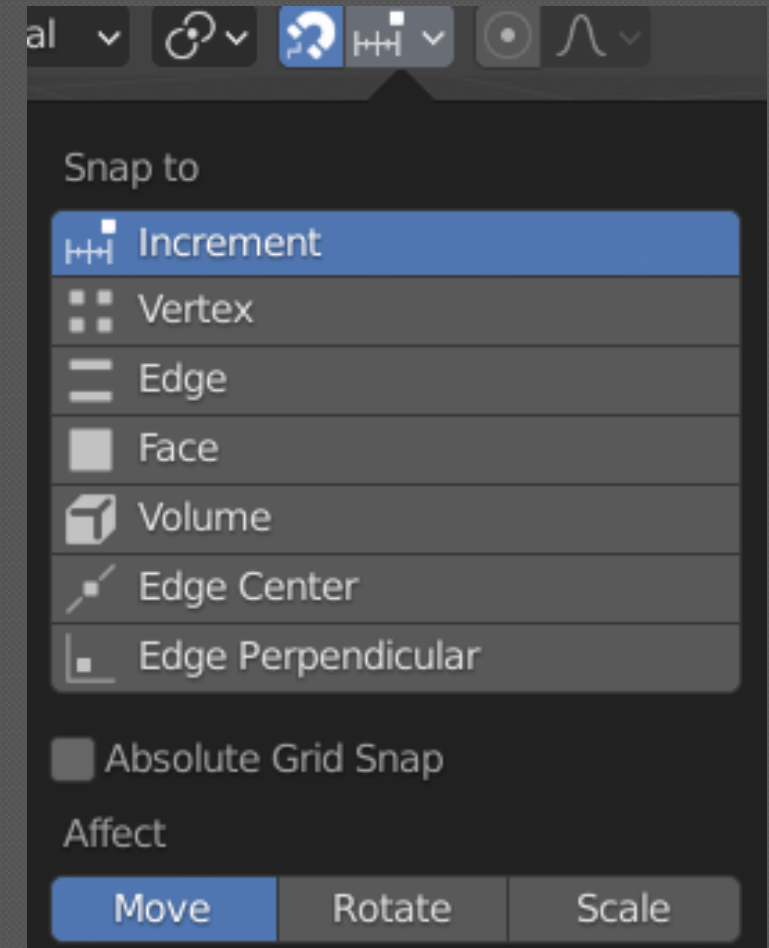 al
Snap to
Increment
Vertex
Edge
Face
Volume
Edge Center
Edge Perpendicular
Absolute Grid Snap
Affect
Move Rotate Scale